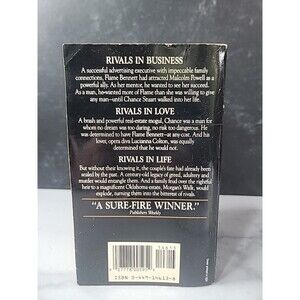 RIVALS IN BUSINESS
A successful advertising executive with impeccable family
connections, Flame Bennett had attracted Malcolm Powell as
a powerful ally. As her mentor, he wanted to see her succeed.
As a man, he wanted more of Flame than she was willing to give
any man—until Chance Stuart walked into her life.
RIVALS IN LOVE
A brash and powerful real-estate mogul, Chance was a man for
whom no dream was too daring, no risk too dangerous. He
was determined to have Flame Bennett—at any cost. And
his lover, opera diva Lucianna Colton, was equally
determined that he would not.
RIVALS IN LIFE
But without their knowing it, the couple's fate had already been
sealed by the past. A century-old legacy of greed, adultery and
murder would entangle them. And a family feud over the rightful
heir to a magnificent Oklahoma estate, Morgan's Walk, would
explode, turning them into the bitterest of rivals.
"A SURE-FIRE WINNER."
Publishers Weekly